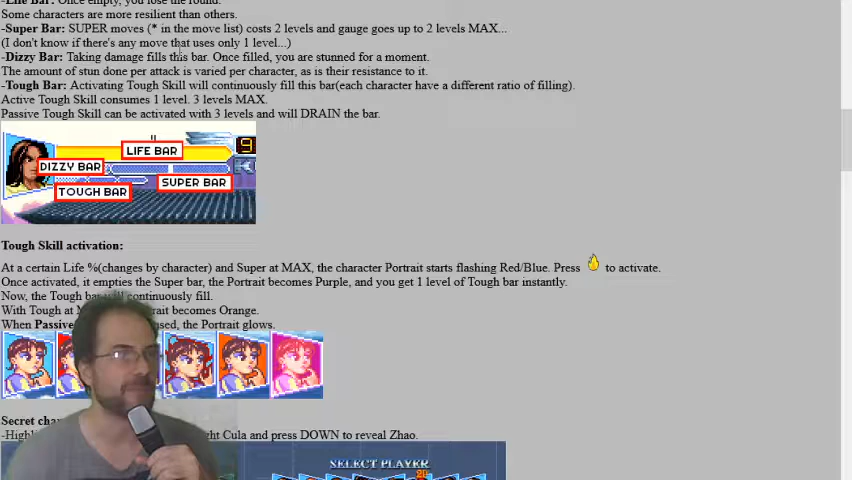 -Life Bar: Once empty, you lose the round.
Some characters are more resilient than others.
-Super Bar: SUPER moves (* in the move list) costs 2 levels and gauge goes up to 2 levels MAX...
(I don't know if there's any move that uses only 1 level...)
-Dizzy Bar: Taking damage fills this bar. Once filled, you are stunned for a moment.
The amount of stun done per attack is varied per character, as is their resistance to it.
-Tough Bar: Activating Tough Skill will continuously fill this bar(each character have a different ratio of filling).
Active Tough Skill consumes 1 level. 3 levels MAX.
Passive Tough Skill can be activated with 3 levels and will DRAIN the bar.
LIFE BAR
9
DIZZY BAR
SUPER BAR
TOUGH BAR
Tough Skill activation:
At a certain Life %(changes by character) and Super at MAX, the character Portrait starts flashing Red/Blue. Press to activate.
Once activated, it empties the Super bar, the Portrait becomes Purple, and you get 1 level of Tough bar instantly.
Now, the Tough bar will continuously fill.
With Tough at rait becomes Orange.
When Passive used, the Portrait glows.
Secret char
-Highl ght Cula and press DOWN to reveal Zhao.
SELECT PLAYER